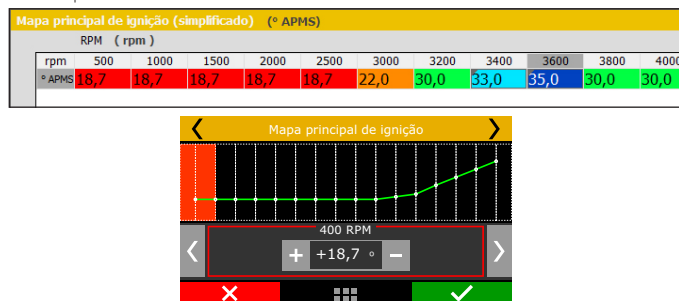 Mapa principal de ignição (simplificado) (° APMS)
RPM ( rpm )
rpm 500 1000 1500 2000 2500 3000 3200 3400 3600 3800 4000
° APMS 18,7 18,7 18,7 18,7 18,7 22,0 30,0 33,0 35,0 30,0 30,0
Mapa principal de ignição
400 RPM
+ +18,7 ° −